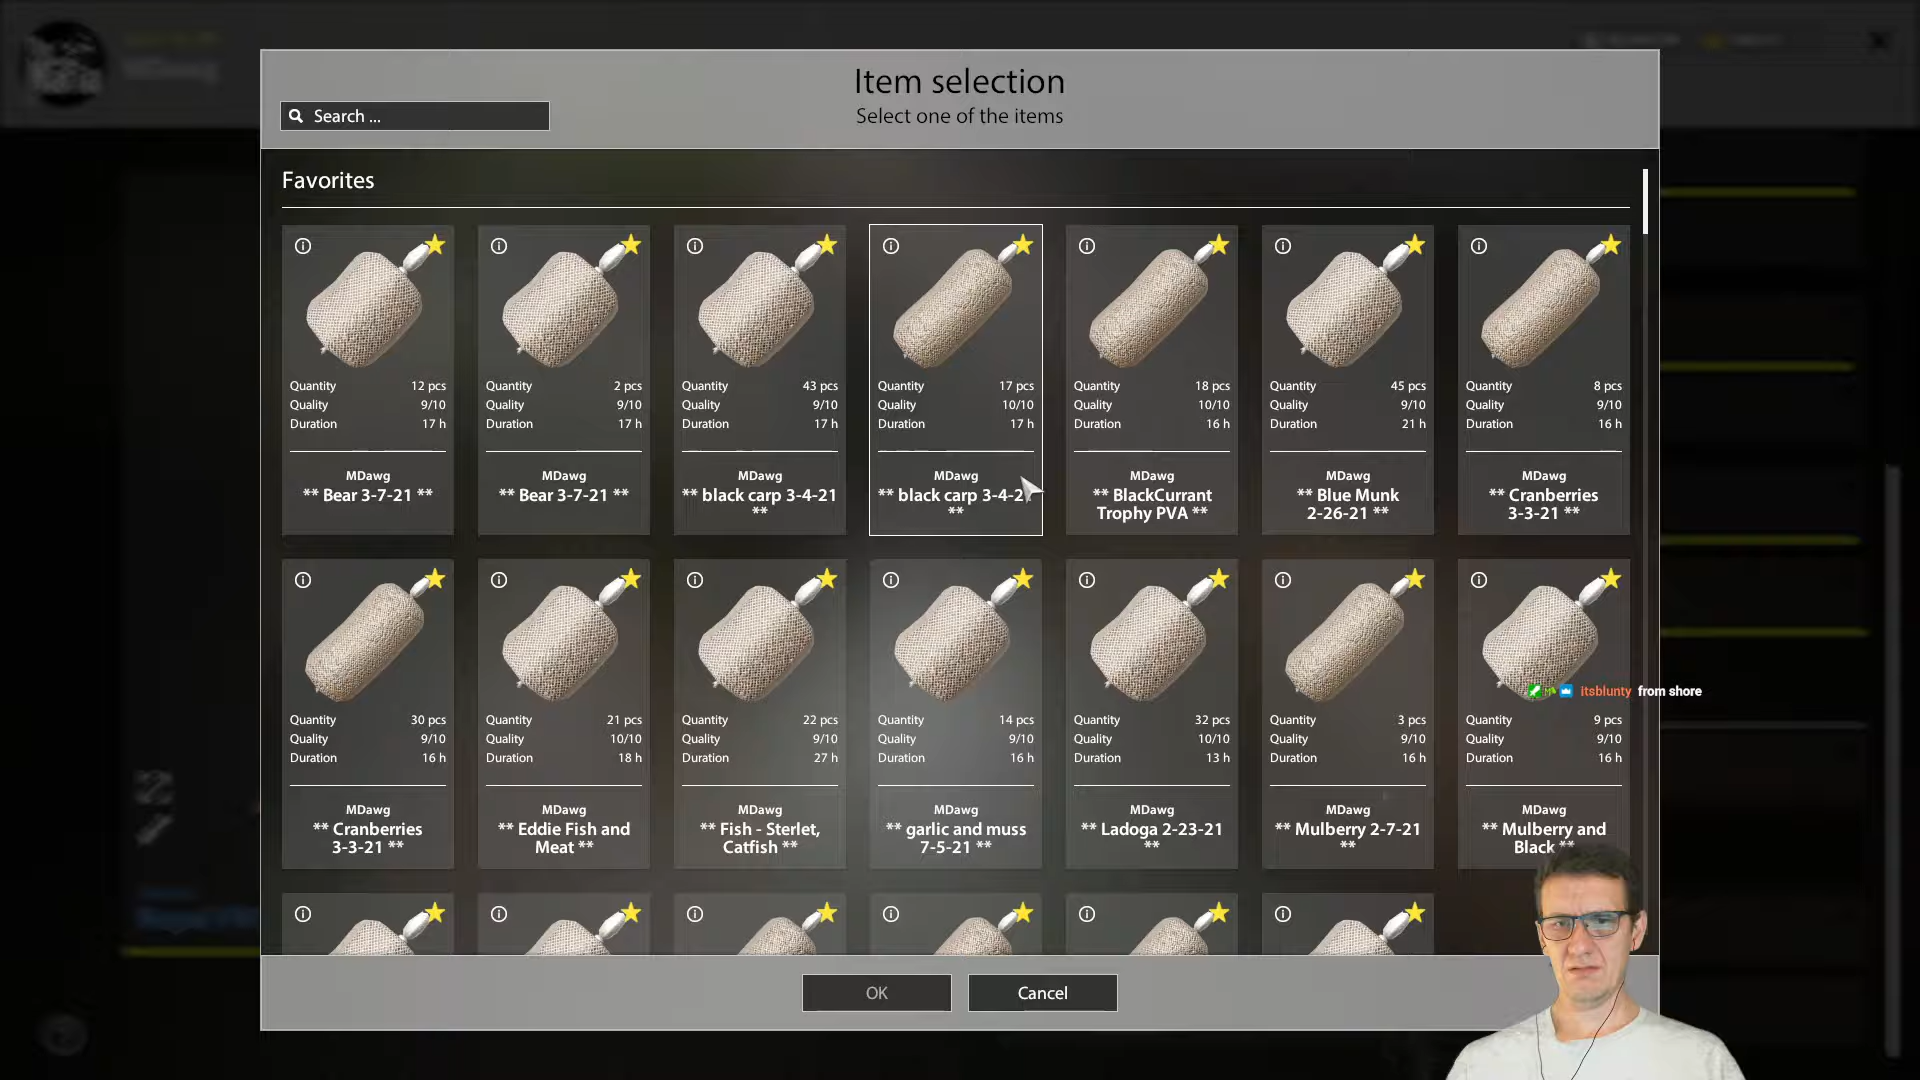 Item selection
Search ...
Select one of the items
Favorites
Quantity 12 pcs
Quality 9/10
Duration 17 h
MDawg
** Bear 3-7-21 **
Quantity 2 pcs
Quality 9/10
Duration 17 h
MDawg
** Bear 3-7-21 **
Quantity 43 pcs
Quality 9/10
Duration 17 h
MDawg
** black carp 3-4-21
**
Quantity 17 pcs
Quality 10/10
Duration 17 h
MDawg
** black carp 3-4-2
**
Quantity 18 pcs
Quality 10/10
Duration 16 h
MDawg
** BlackCurrant
Trophy PVA **
Quantity 45 pcs
Quality 9/10
Duration 21 h
MDawg
** Blue Munk
2-26-21 **
Quantity 8 pcs
Quality 9/10
Duration 16 h
MDawg
** Cranberries
3-3-21 **
Quantity 30 pcs
Quality 9/10
Duration 16 h
MDawg
** Cranberries
3-3-21 **
Quantity 21 pcs
Quality 10/10
Duration 18 h
MDawg
** Eddie Fish and
Meat **
Quantity 22 pcs
Quality 9/10
Duration 27 h
MDawg
** Fish - Sterlet,
Catfish **
Quantity 14 pcs
Quality 9/10
Duration 16 h
MDawg
** garlic and muss
7-5-21 **
Quantity 32 pcs
Quality 10/10
Duration 13 h
MDawg
** Ladoga 2-23-21
**
Quantity 3 pcs
Quality 9/10
Duration 16 h
MDawg
** Mulberry 2-7-21
**
itsblunty from shore
Quantity 9 pcs
Quality 9/10
Duration 16 h
MDawg
** Mulberry and
Black **
OK
Cancel